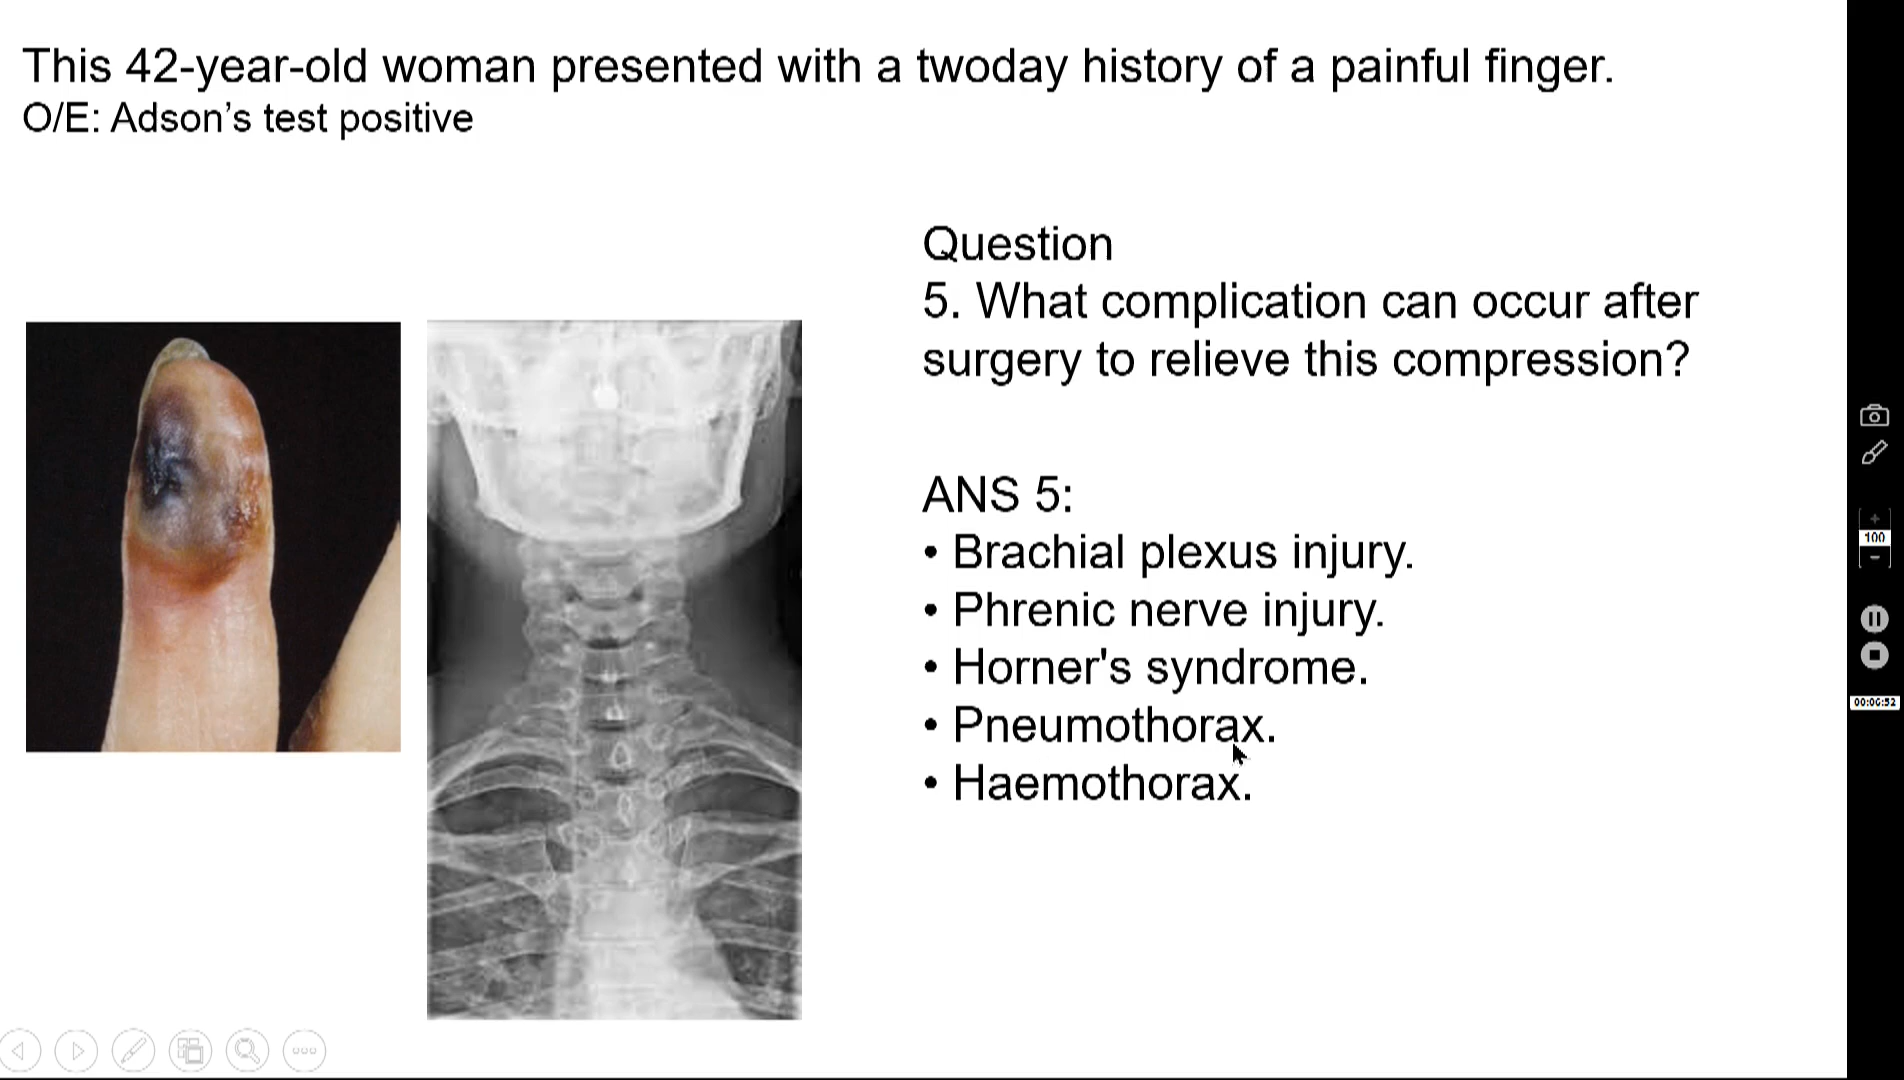 This 42-year-old woman presented with a twoday history of a painful finger.
O/E: Adson’s test positive
Question
5. What complication can occur after
surgery to relieve this compression?
ANS 5:
• Brachial plexus injury.
• Phrenic nerve injury.
• Horner's syndrome.
• Pneumothorax.
• Haemothorax.
100
00:06:52